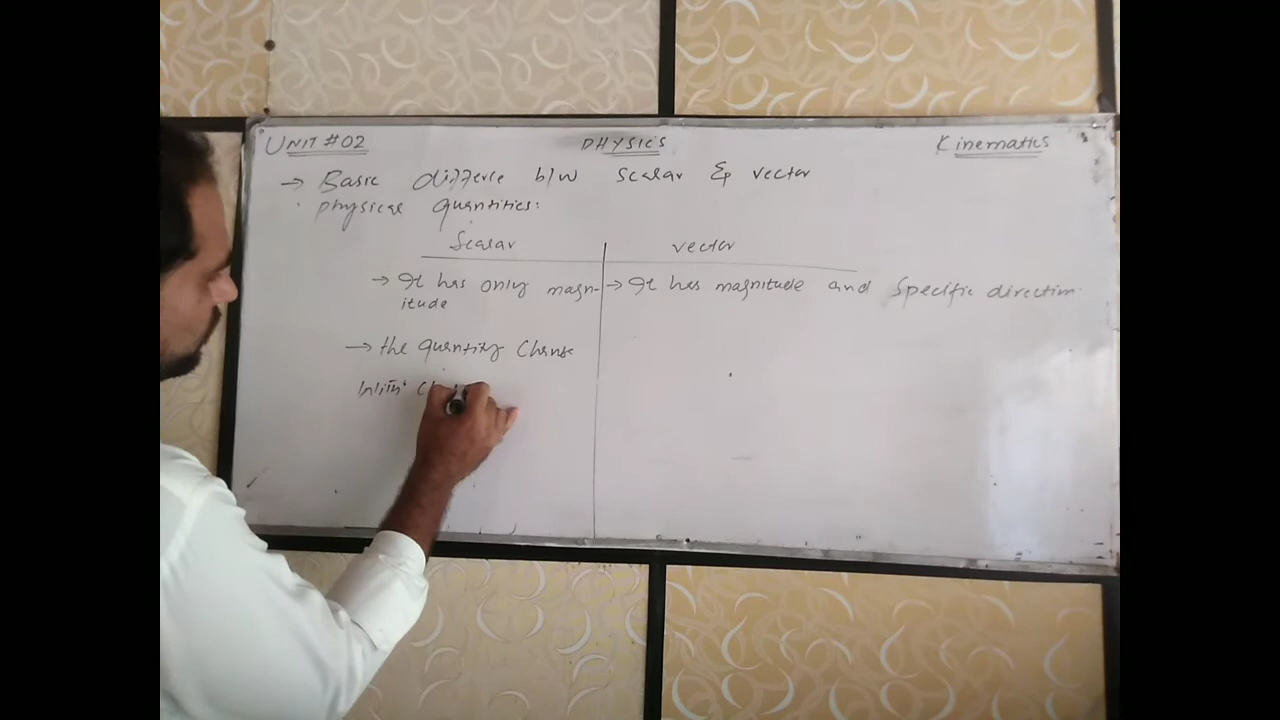 UNIT #02 PHYSICS Kinematics
→ Basic differe b/w Scalar & vector
physical quantities:
Scalar vector
→ It has only magn- → It has magnitude and Specific direction.
itude
→ the quantity Change